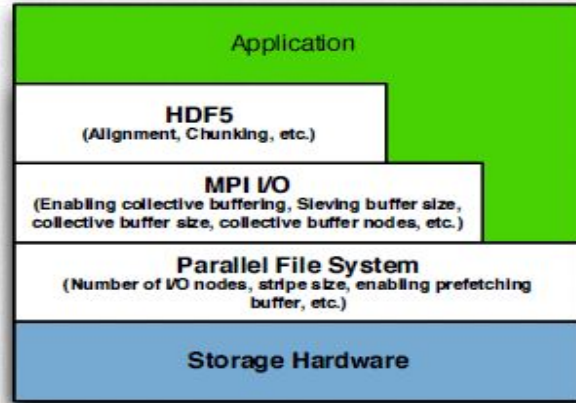 Application
HDF5
(Alignment, Chunking, etc.)
MPI I/O
(Enabling collective buffering, Sieving buffer size,
collective buffer size, collective buffer nodes, etc.)
Parallel File System
(Number of I/O nodes, stripe size, enabling prefetching
buffer, etc.)
Storage Hardware